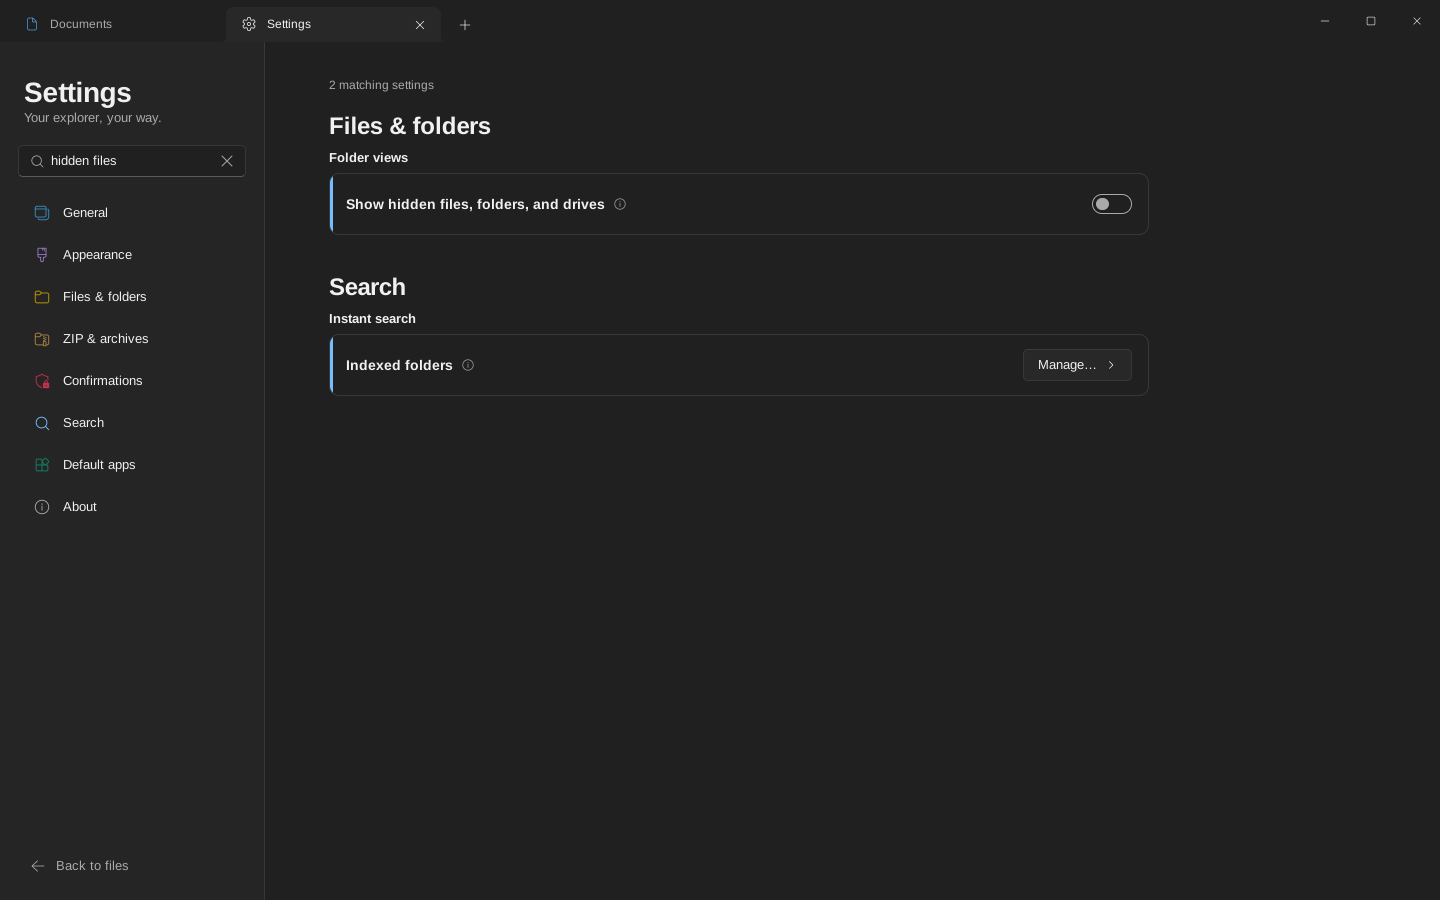 Documents
Settings
Settings
Your explorer, your way.
hidden files
General
Appearance
Files & folders
ZIP & archives
Confirmations
Search
Default apps
About
Back to files
2 matching settings
Files & folders
Folder views
Show hidden files, folders, and drives
Search
Instant search
Indexed folders
Manage…